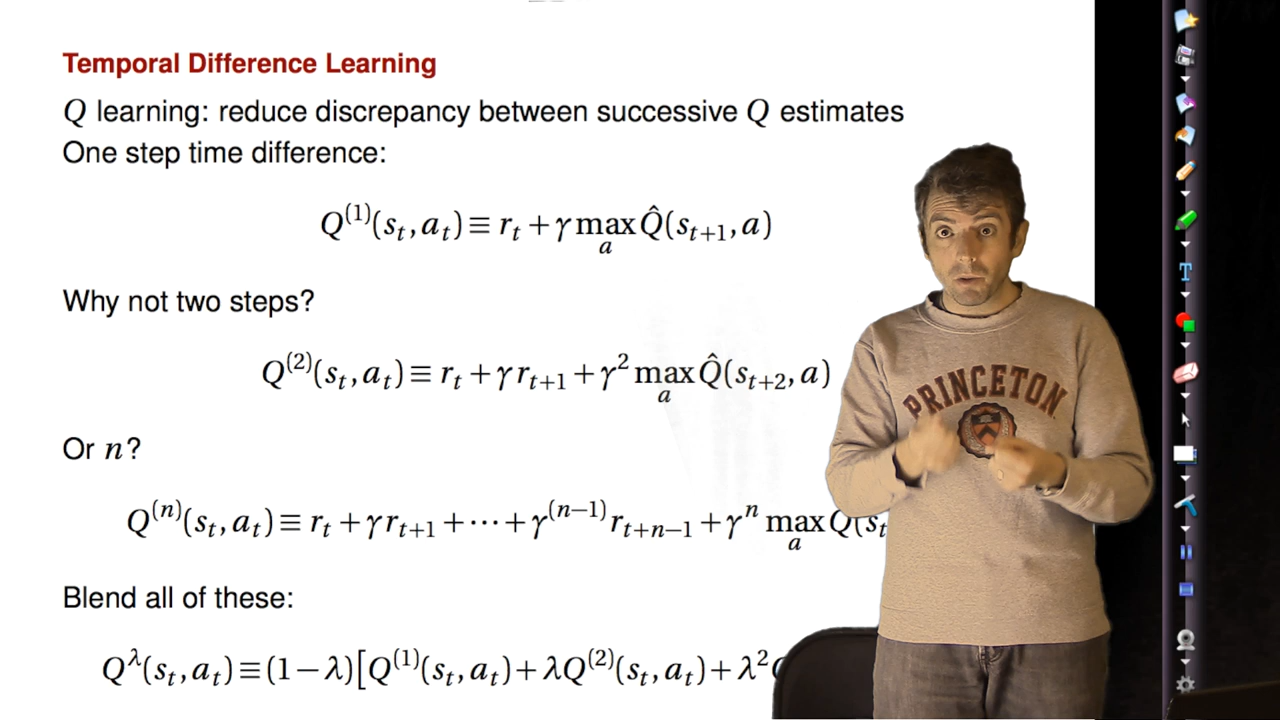 Temporal Difference Learning
Q learning: reduce discrepancy between successive Q estimates
One step time difference:
Q^(1)(s_t, a_t) ≡ r_t + γ max_a Q̂(s_{t+1}, a)
Why not two steps?
Q^(2)(s_t, a_t) ≡ r_t + γ r_{t+1} + γ^2 max_a Q̂(s_{t+2}, a)
Or n?
Q^(n)(s_t, a_t) ≡ r_t + γ r_{t+1} + ⋯ + γ^(n−1) r_{t+n−1} + γ^n max_a Q(s_t
Blend all of these:
Q^λ(s_t, a_t) ≡ (1 − λ)[Q^(1)(s_t, a_t) + λQ^(2)(s_t, a_t) + λ^2
PRINCETON
T